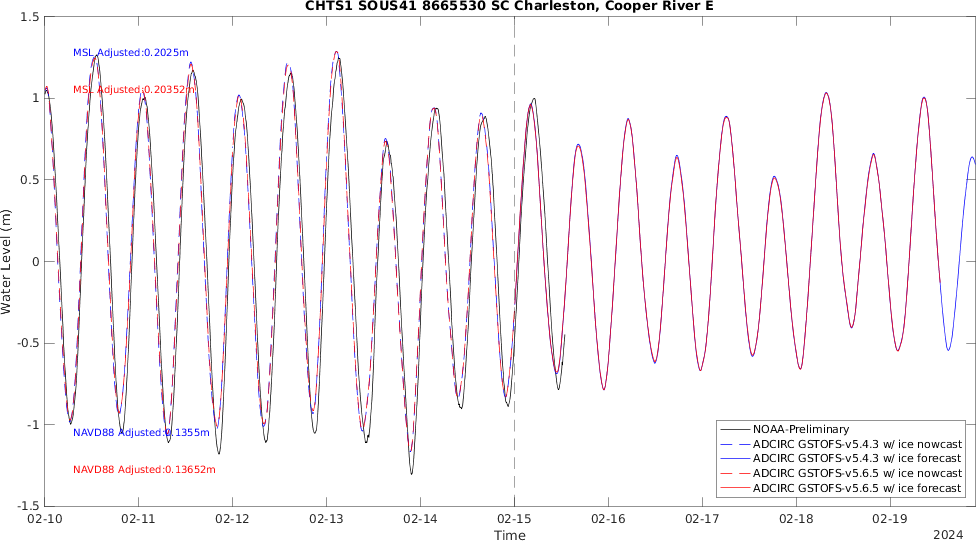 CHTS1 SOUS41 8665530 SC Charleston, Cooper River E
1.5
MSL Adjusted:0.2025m
MSL Adjusted:0.20352m
1
0.5
Water Level (m)
0
-0.5
-1
NAVD88 Adjusted:0.1355m
NAVD88 Adjusted:0.13652m
-1.5
NOAA-Preliminary
ADCIRC GSTOFS-v5.4.3 w/ ice nowcast
ADCIRC GSTOFS-v5.4.3 w/ ice forecast
ADCIRC GSTOFS-v5.6.5 w/ ice nowcast
ADCIRC GSTOFS-v5.6.5 w/ ice forecast
02-10 02-11 02-12 02-13 02-14 02-15 02-16 02-17 02-18 02-19
Time
2024